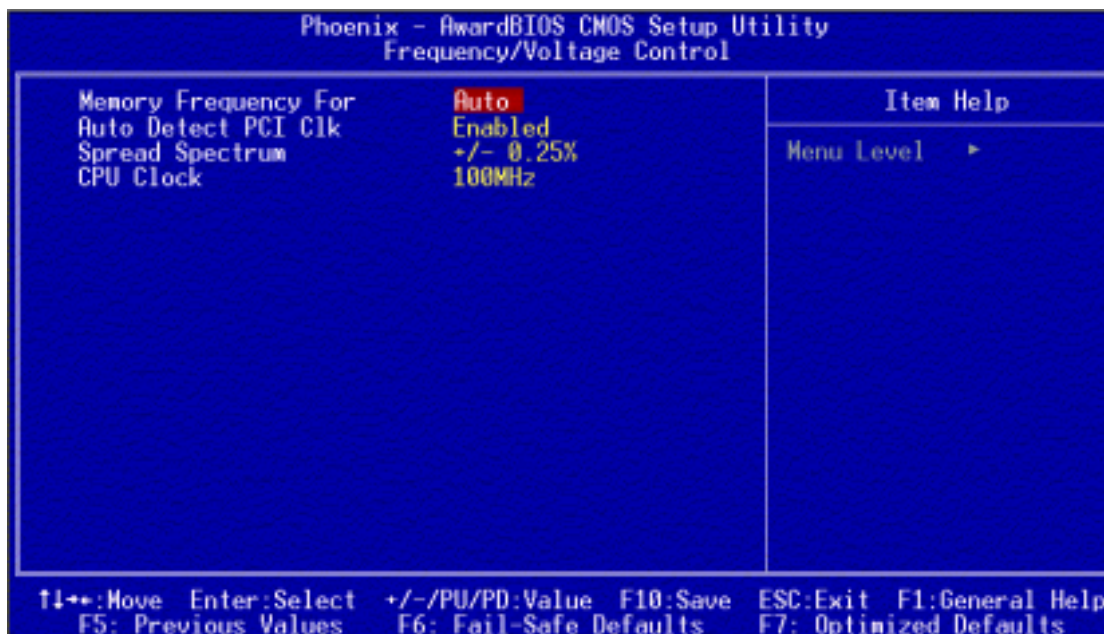 Phoenix - AwardBIOS CMOS Setup Utility
Frequency/Voltage Control
Memory Frequency For Auto
Auto Detect PCI Clk Enabled
Spread Spectrum +/- 0.25%
CPU Clock 100MHz
Item Help
Menu Level ►
↑↓→←:Move Enter:Select +/-/PU/PD:Value F10:Save ESC:Exit F1:General Help
F5: Previous Values F6: Fail-Safe Defaults F7: Optimized Defaults